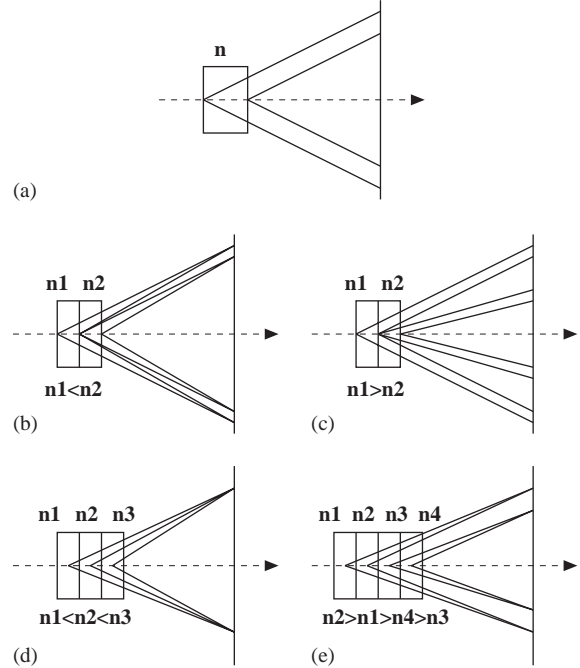 n
(a)
n1 n2
n1<n2
(b)
n1 n2
n1>n2
(c)
n1 n2 n3
n1<n2<n3
(d)
n1 n2 n3 n4
n2>n1>n4>n3
(e)